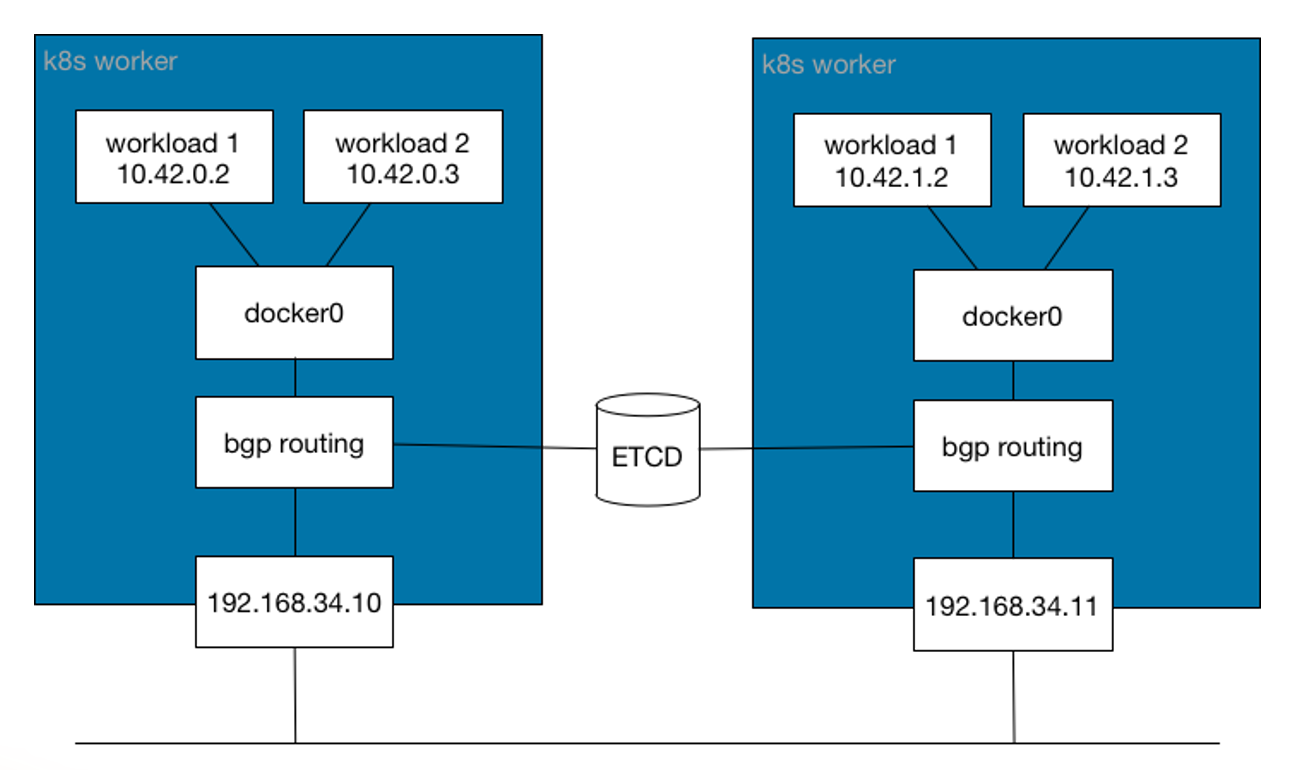 k8s worker
workload 1
10.42.0.2
workload 2
10.42.0.3
docker0
bgp routing
192.168.34.10
ETCD
k8s worker
workload 1
10.42.1.2
workload 2
10.42.1.3
docker0
bgp routing
192.168.34.11